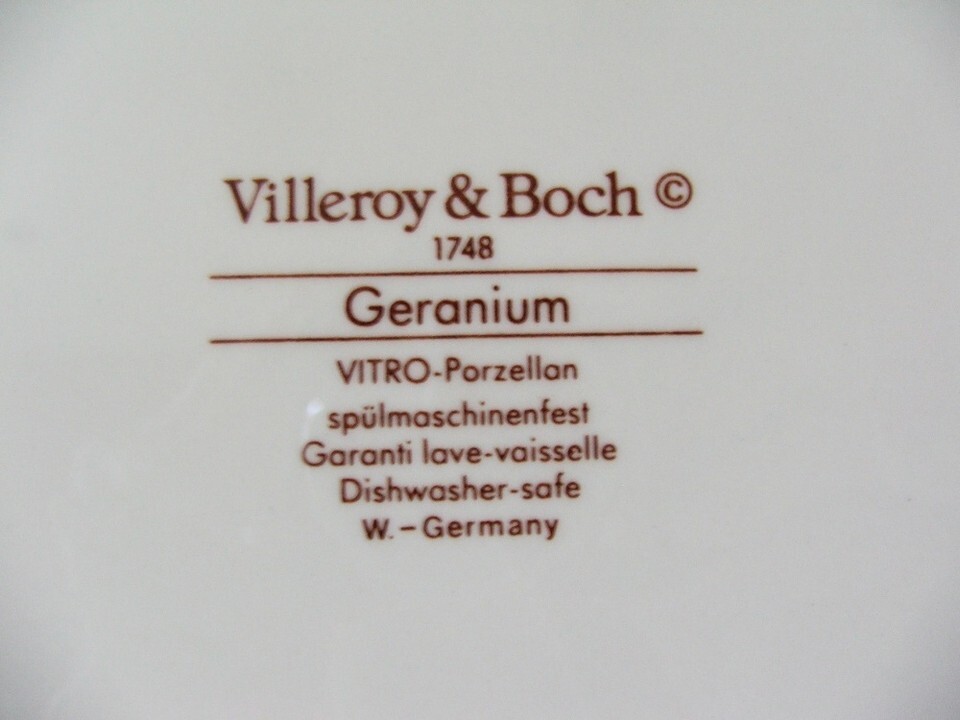 Villeroy & Boch ©
1748
Geranium
VITRO-Porzellan
spülmaschinenfest
Garanti lave-vaisselle
Dishwasher-safe
W.-Germany